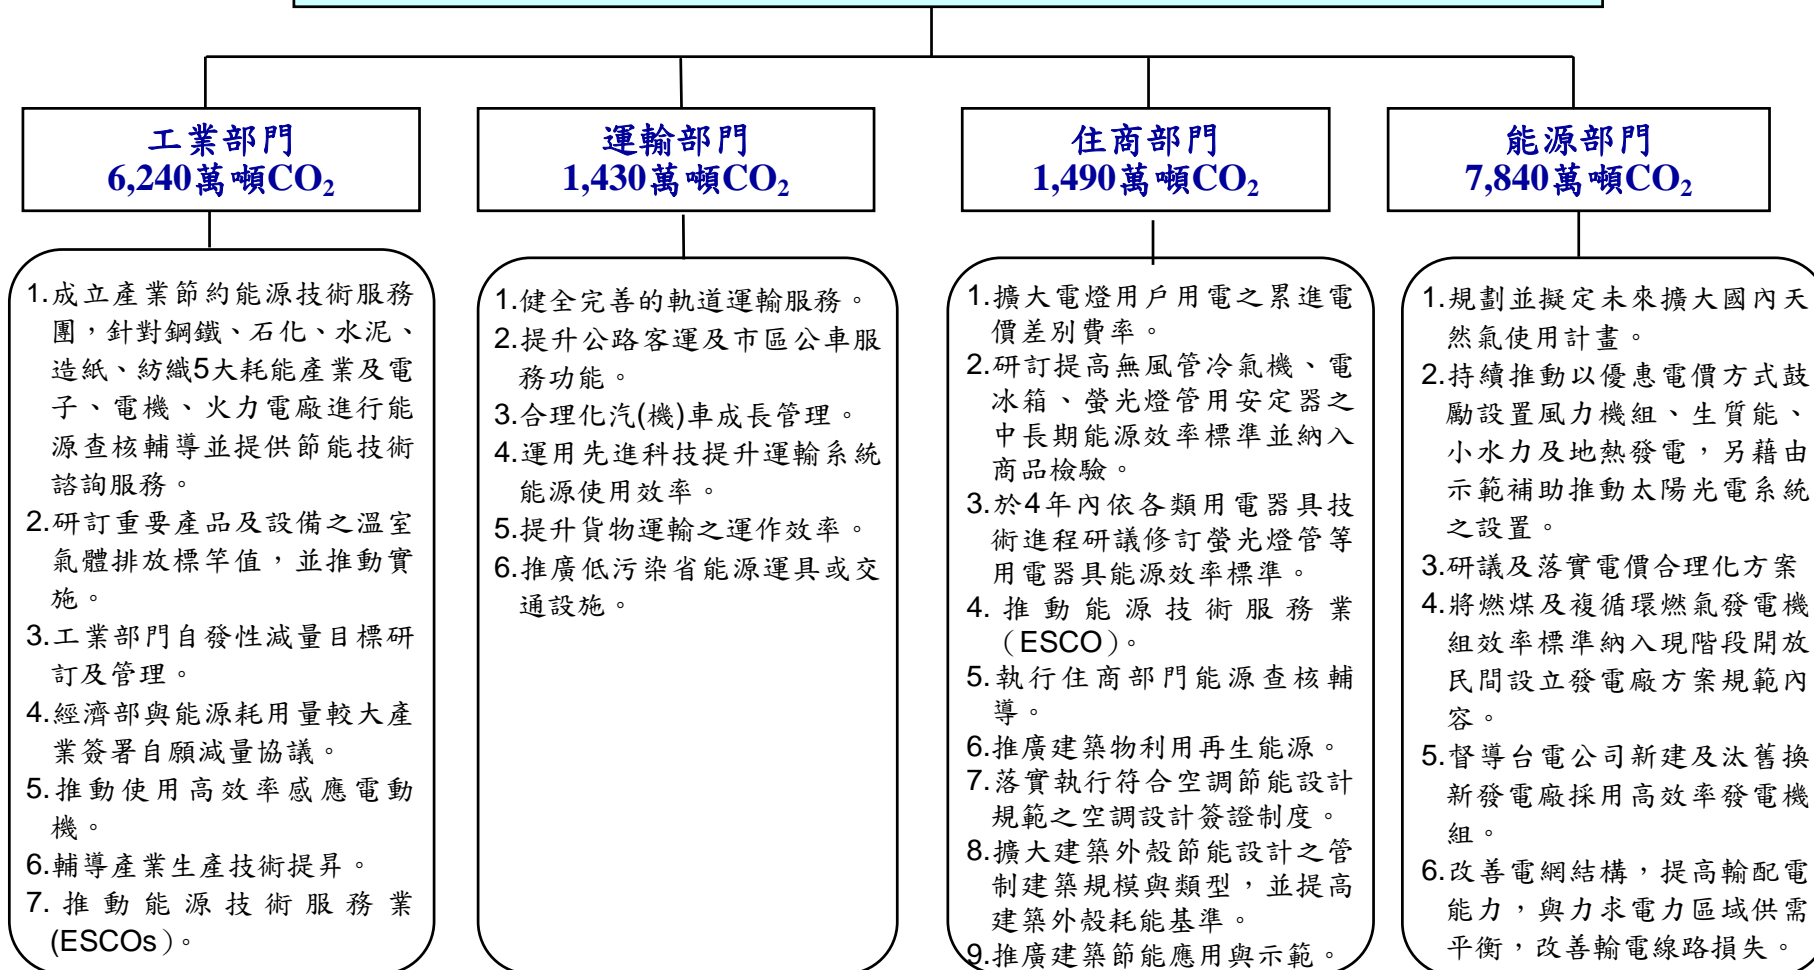 工業部門
6,240萬噸CO₂
1.成立產業節約能源技術服務
團，針對鋼鐵、石化、水泥、
造紙、紡織5大耗能產業及電
子、電機、火力電廠進行能
源查核輔導並提供節能技術
諮詢服務。
2.研訂重要產品及設備之溫室
氣體排放標竿值，並推動實
施。
3.工業部門自發性減量目標研
訂及管理。
4.經濟部與能源耗用量較大產
業簽署自願減量協議。
5.推動使用高效率感應電動
機。
6.輔導產業生產技術提昇。
7.推動能源技術服務業
(ESCOs）。
運輸部門
1,430萬噸CO₂
1.健全完善的軌道運輸服務。
2.提升公路客運及市區公車服
務功能。
3.合理化汽(機)車成長管理。
4.運用先進科技提升運輸系統
能源使用效率。
5.提升貨物運輸之運作效率。
6.推廣低污染省能源運具或交
通設施。
住商部門
1,490萬噸CO₂
1.擴大電燈用戶用電之累進電
價差別費率。
2.研訂提高無風管冷氣機、電
冰箱、螢光燈管用安定器之
中長期能源效率標準並納入
商品檢驗。
3.於4年內依各類用電器具技
術進程研議修訂螢光燈管等
用電器具能源效率標準。
4.推動能源技術服務業
（ESCO）。
5.執行住商部門能源查核輔
導。
6.推廣建築物利用再生能源。
7.落實執行符合空調節能設計
規範之空調設計簽證制度。
8.擴大建築外殼節能設計之管
制建築規模與類型，並提高
建築外殼耗能基準。
9.推廣建築節能應用與示範。
能源部門
7,840萬噸CO₂
1.規劃並擬定未來擴大國內天
然氣使用計畫。
2.持續推動以優惠電價方式鼓
勵設置風力機組、生質能、
小水力及地熱發電，另藉由
示範補助推動太陽光電系統
之設置。
3.研議及落實電價合理化方案
4.將燃煤及複循環燃氣發電機
組效率標準納入現階段開放
民間設立發電廠方案規範內
容。
5.督導台電公司新建及汰舊換
新發電廠採用高效率發電機
組。
6.改善電網結構，提高輸配電
能力，與力求電力區域供需
平衡，改善輸電線路損失。